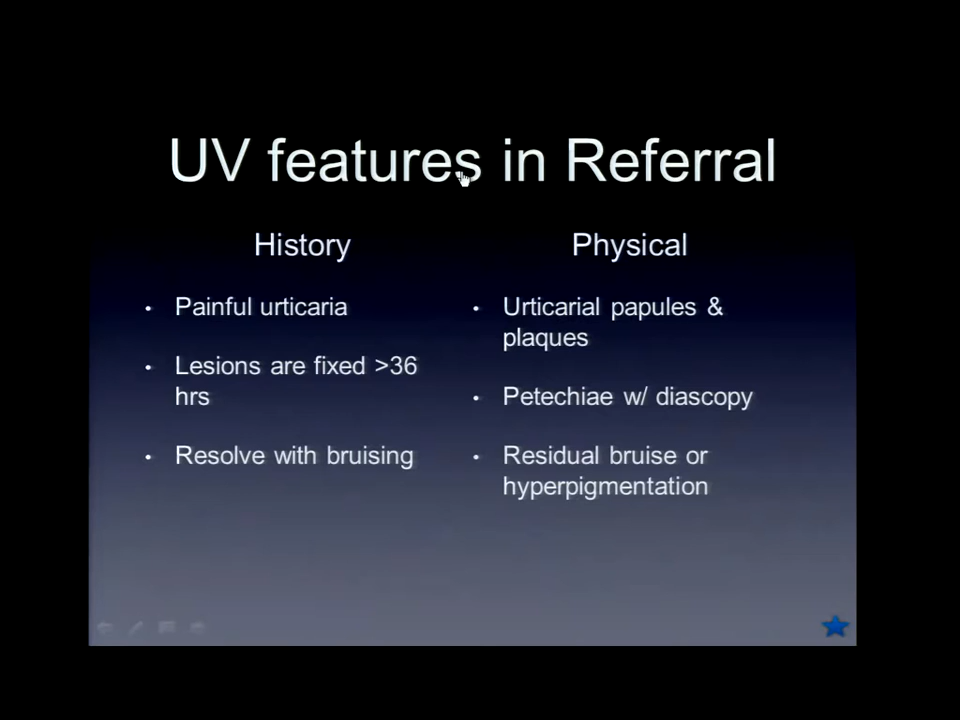 UV features in Referral
History
• Painful urticaria
• Lesions are fixed >36
hrs
• Resolve with bruising
Physical
• Urticarial papules &
plaques
• Petechiae w/ diascopy
• Residual bruise or
hyperpigmentation